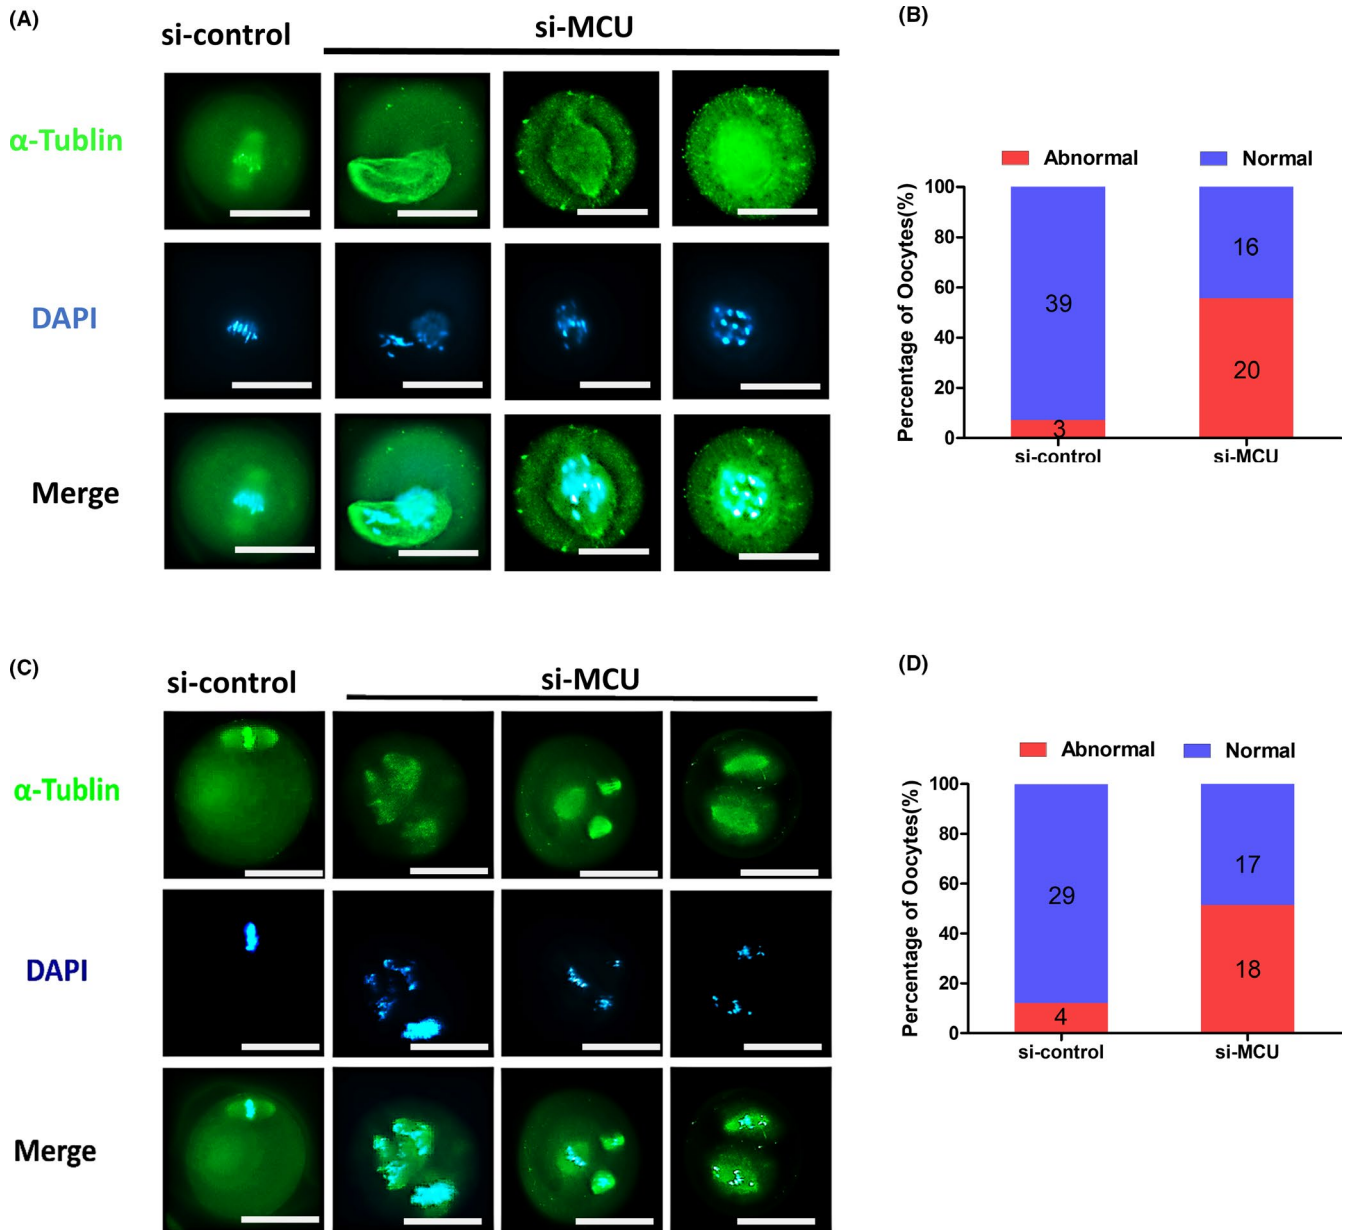 (A)
si-control
si-MCU
α-Tublin
DAPI
Merge
(B)
Abnormal
Normal
Percentage of Oocytes(%)
100
80
60
40
20
0
39
3
16
20
si-control
si-MCU
(C)
si-control
si-MCU
α-Tublin
DAPI
Merge
(D)
Abnormal
Normal
Percentage of Oocytes(%)
100
80
60
40
20
0
29
4
17
18
si-control
si-MCU